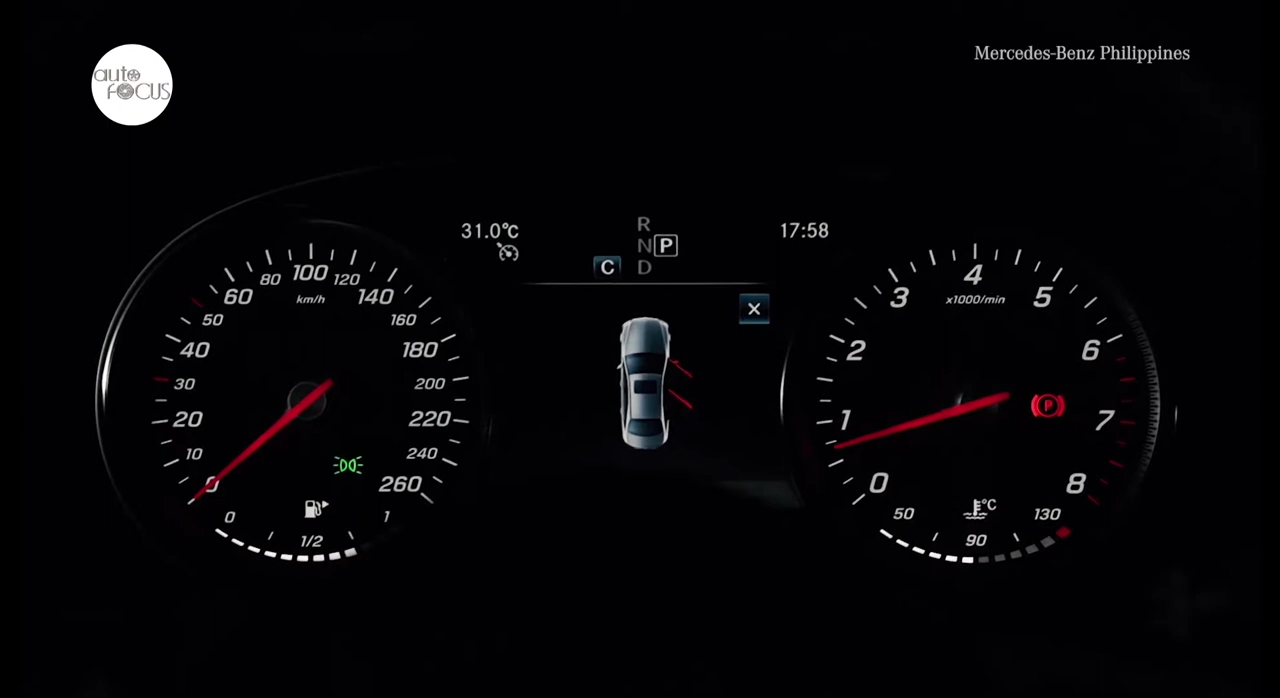 auto
FOCUS
Mercedes-Benz Philippines
31.0°C
R
N P
D
C
17:58
0
10
20
30
40
50
60
80
100
120
140
160
180
200
220
240
260
km/h
0
1/2
1
0
1
2
3
4
5
6
7
8
x1000/min
P
°C
50
90
130